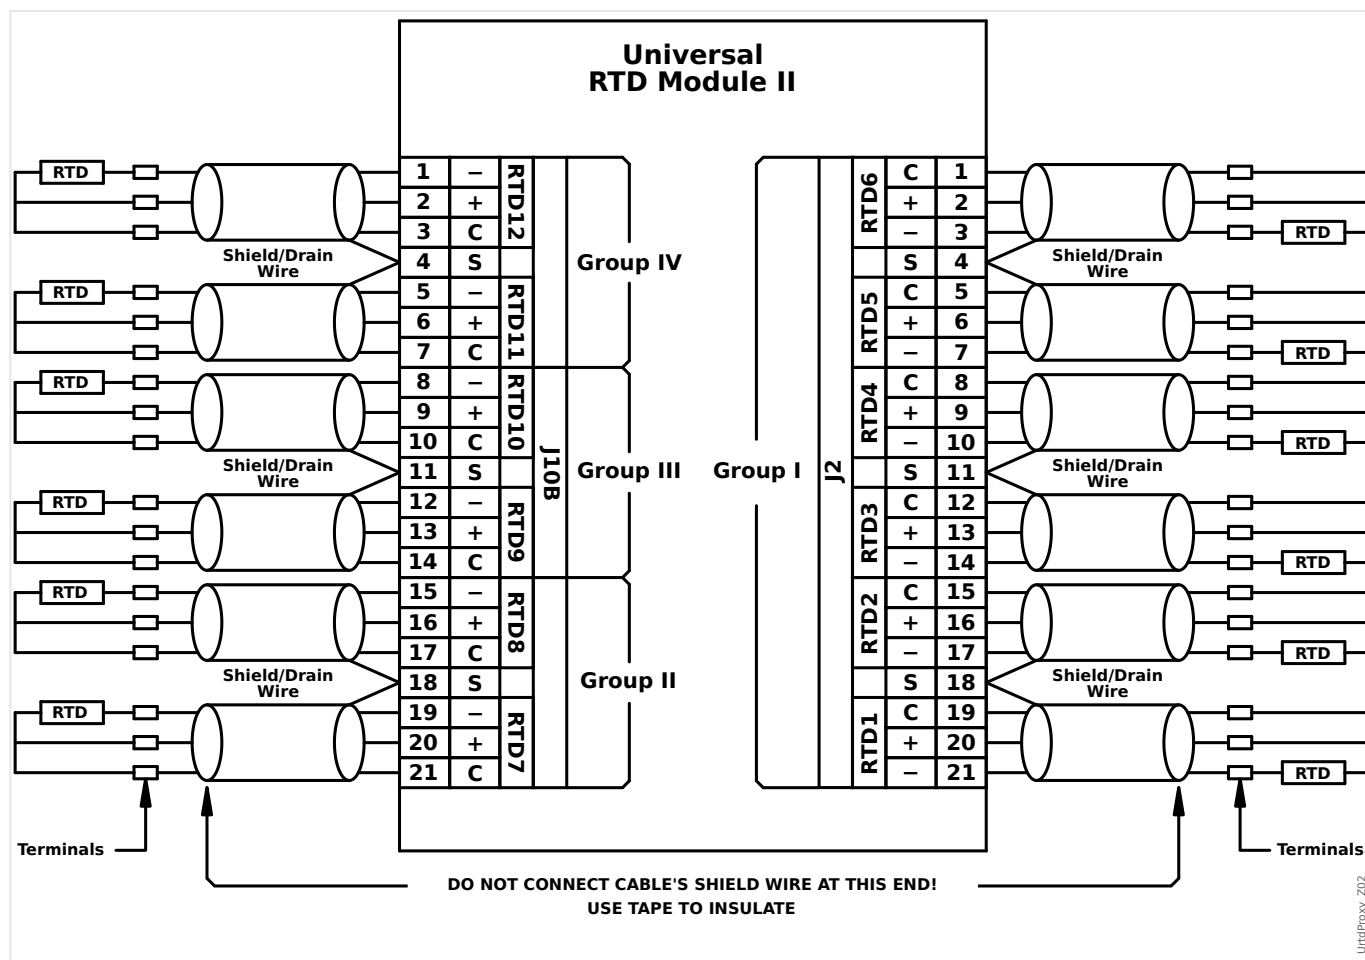 Universal
RTD Module II
RTD 1 − RTD12 C 1
2 + RTD6 + 2
3 C − 3 RTD
Shield/Drain
Wire
4 S Group IV S 4
Shield/Drain
Wire
RTD 5 − RTD11 C 5
6 + RTD5 + 6
7 C − 7 RTD
RTD 8 − RTD10 C 8
9 + RTD4 + 9
10 C − 10 RTD
Shield/Drain
Wire
11 S J10B Group III Group I J2 S 11
Shield/Drain
Wire
RTD 12 − RTD9 C 12
13 + RTD3 + 13
14 C − 14 RTD
RTD 15 − RTD8 C 15
16 + RTD2 + 16
17 C − 17 RTD
Shield/Drain
Wire
18 S Group II S 18
Shield/Drain
Wire
RTD 19 − RTD7 C 19
20 + RTD1 + 20
21 C − 21 RTD
Terminals
Terminals
DO NOT CONNECT CABLE'S SHIELD WIRE AT THIS END!
USE TAPE TO INSULATE
UrtdProxy_Z02